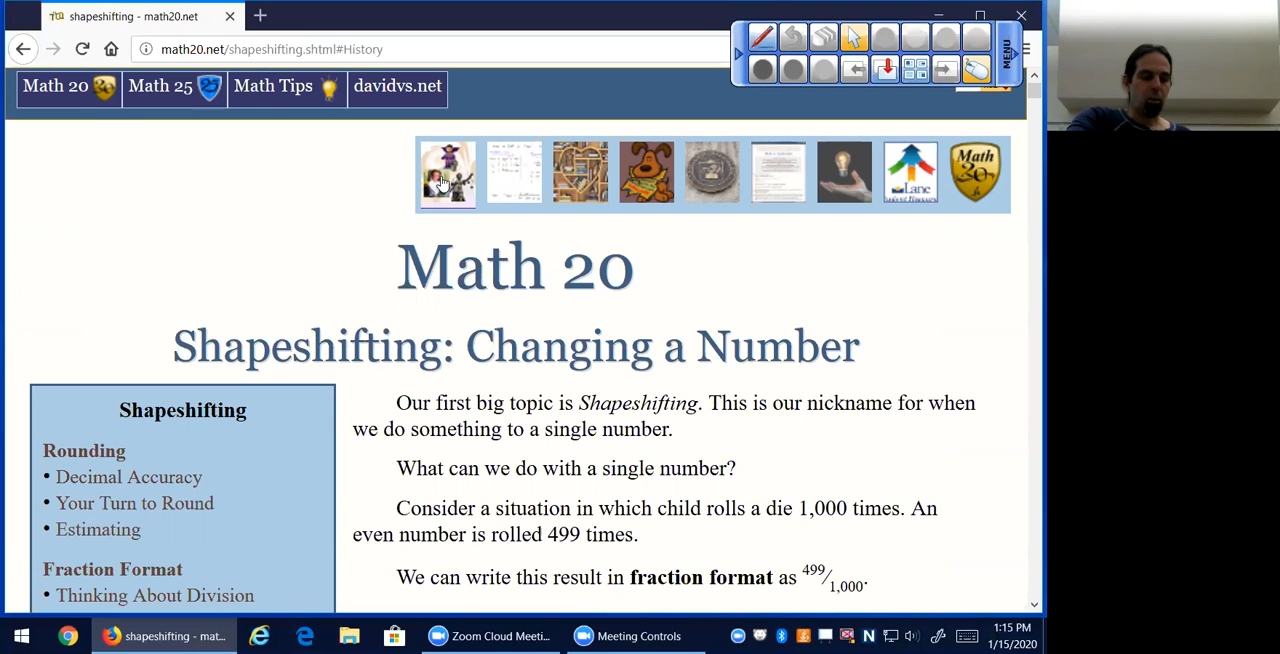 shapeshifting - math20.net
math20.net/shapeshifting.shtml#History
MENU
Math 20
Math 25
Math Tips
davidvs.net
Lane
Math
20
Math 20
Shapeshifting: Changing a Number
Shapeshifting
Rounding
• Decimal Accuracy
• Your Turn to Round
• Estimating
Fraction Format
• Thinking About Division
Our first big topic is Shapeshifting. This is our nickname for when
we do something to a single number.
What can we do with a single number?
Consider a situation in which child rolls a die 1,000 times. An
even number is rolled 499 times.
We can write this result in fraction format as 499⁄1,000.
shapeshifting - mat...
Zoom Cloud Meeti...
Meeting Controls
1:15 PM
1/15/2020